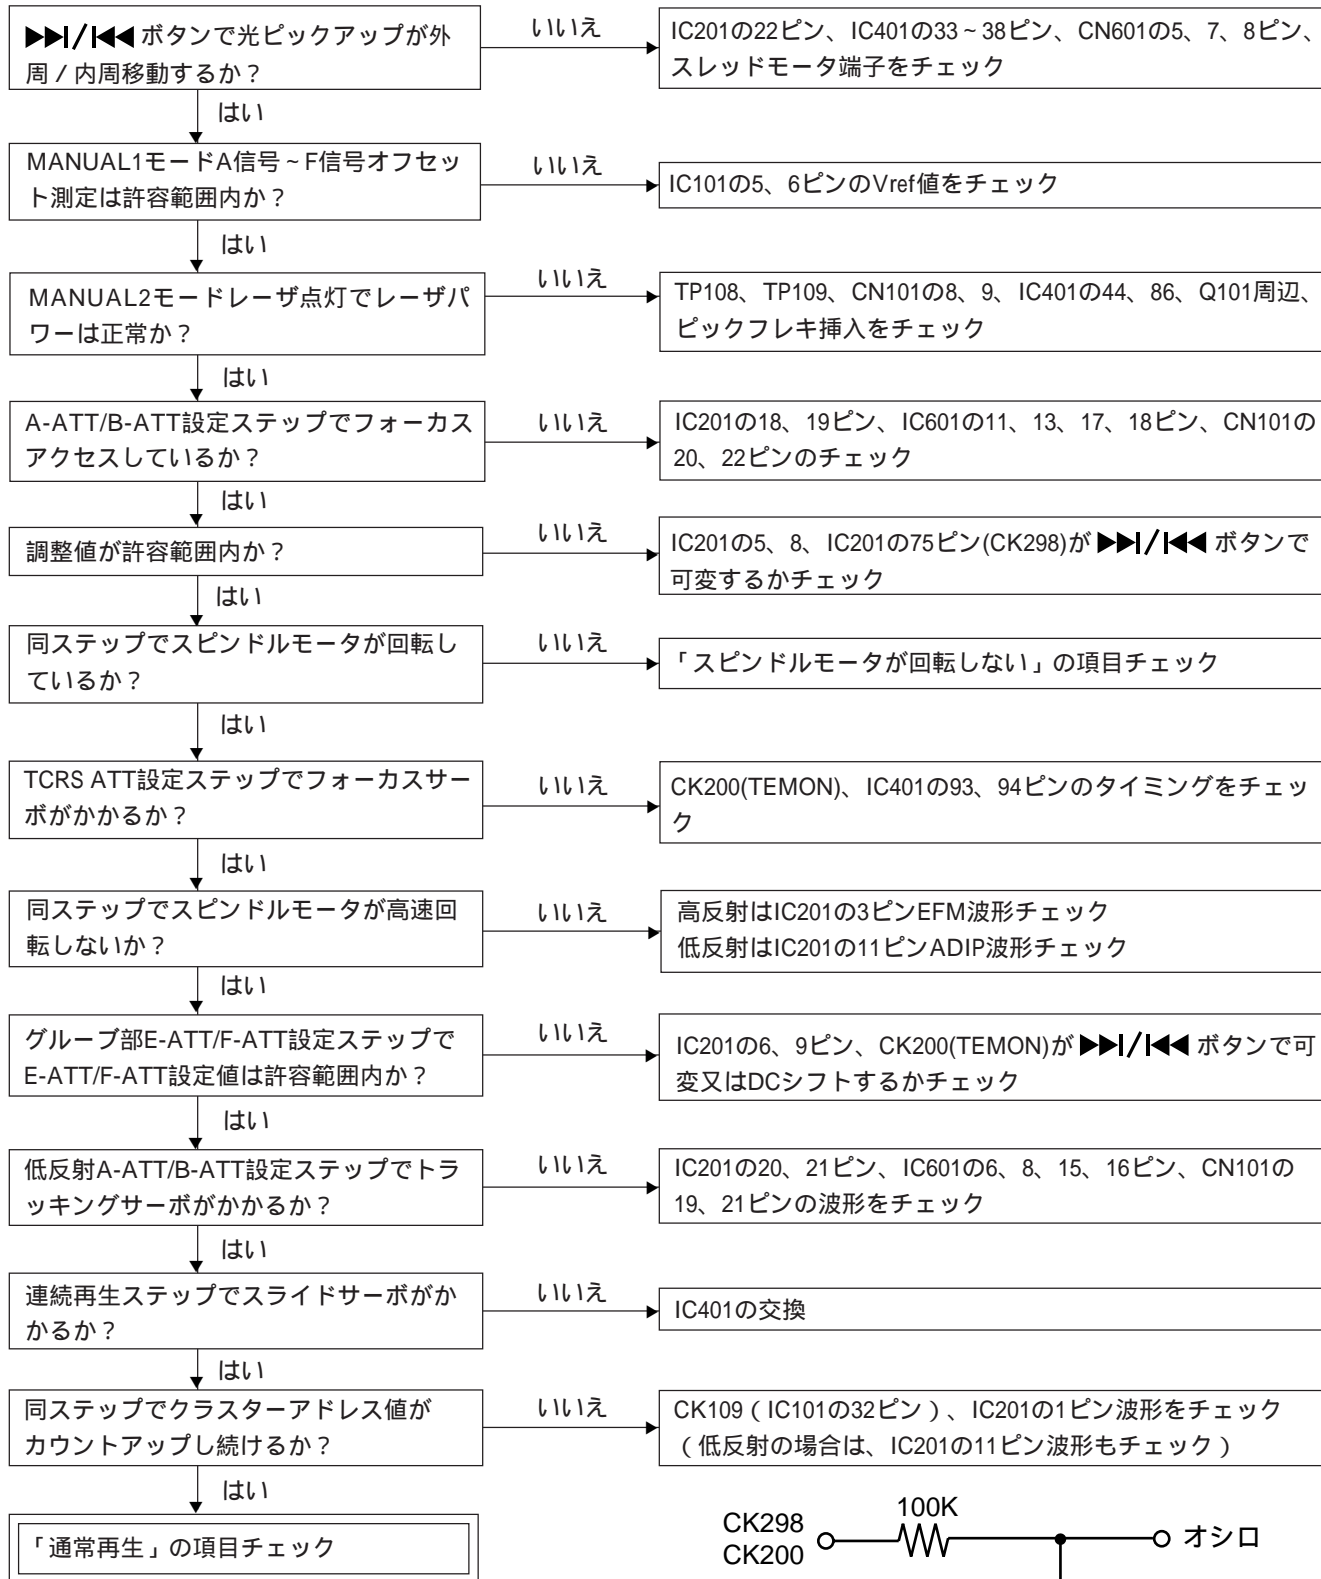 ▶▶I/I◀◀ ボタンで光ピックアップが外
周 / 内周移動するか？
いいえ
IC201の22ピン、IC401の33 ~ 38ピン、CN601の5、7、8ピン、
スレッドモータ端子をチェック
はい
MANUAL1モードA信号 ~ F信号オフセッ
ト測定は許容範囲内か？
いいえ
IC101の5、6ピンのVref値をチェック
はい
MANUAL2モードレーザ点灯でレーザパ
ワーは正常か？
いいえ
TP108、TP109、CN101の8、9、IC401の44、86、Q101周辺、
ピックフレキ挿入をチェック
はい
A-ATT/B-ATT設定ステップでフォーカス
アクセスしているか？
いいえ
IC201の18、19ピン、IC601の11、13、17、18ピン、CN101の
20、22ピンのチェック
はい
調整値が許容範囲内か？
いいえ
IC201の5、8、IC201の75ピン(CK298)が ▶▶I/I◀◀ ボタンで
可変するかチェック
はい
同ステップでスピンドルモータが回転し
ているか？
いいえ
「スピンドルモータが回転しない」の項目チェック
はい
TCRS ATT設定ステップでフォーカスサー
ボがかかるか？
いいえ
CK200(TEMON)、IC401の93、94ピンのタイミングをチェッ
ク
はい
同ステップでスピンドルモータが高速回
転しないか？
いいえ
高反射はIC201の3ピンEFM波形チェック
低反射はIC201の11ピンADIP波形チェック
はい
グルーブ部E-ATT/F-ATT設定ステップで
E-ATT/F-ATT設定値は許容範囲内か？
いいえ
IC201の6、9ピン、CK200(TEMON)が ▶▶I/I◀◀ ボタンで可
変又はDCシフトするかチェック
はい
低反射A-ATT/B-ATT設定ステップでトラ
ッキングサーボがかかるか？
いいえ
IC201の20、21ピン、IC601の6、8、15、16ピン、CN101の
19、21ピンの波形をチェック
はい
連続再生ステップでスライドサーボがか
かるか？
いいえ
IC401の交換
はい
同ステップでクラスターアドレス値が
カウントアップし続けるか？
いいえ
CK109（IC101の32ピン）、IC201の1ピン波形をチェック
（低反射の場合は、IC201の11ピン波形もチェック）
はい
「通常再生」の項目チェック
CK298
CK200
100K
オシロ